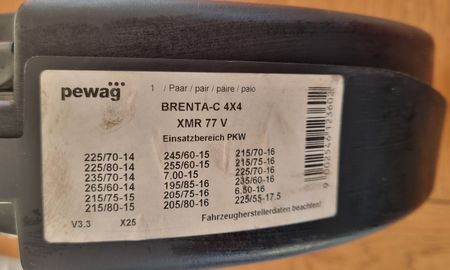 pewag
1 / Paar / pair / paire / paio
BRENTA-C 4X4
XMR 77 V
Einsatzbereich PKW
225/70-14 245/60-15 215/70-16
225/80-14 255/60-15 215/75-16
235/70-14 7.00-15 225/70-16
265/60-14 195/85-16 235/60-16
215/75-15 205/75-16 6.50-16
215/80-15 205/80-16 225/55-17.5
V3.3 X25 Fahrzeugherstellerdaten beachten!
9 002546 123602